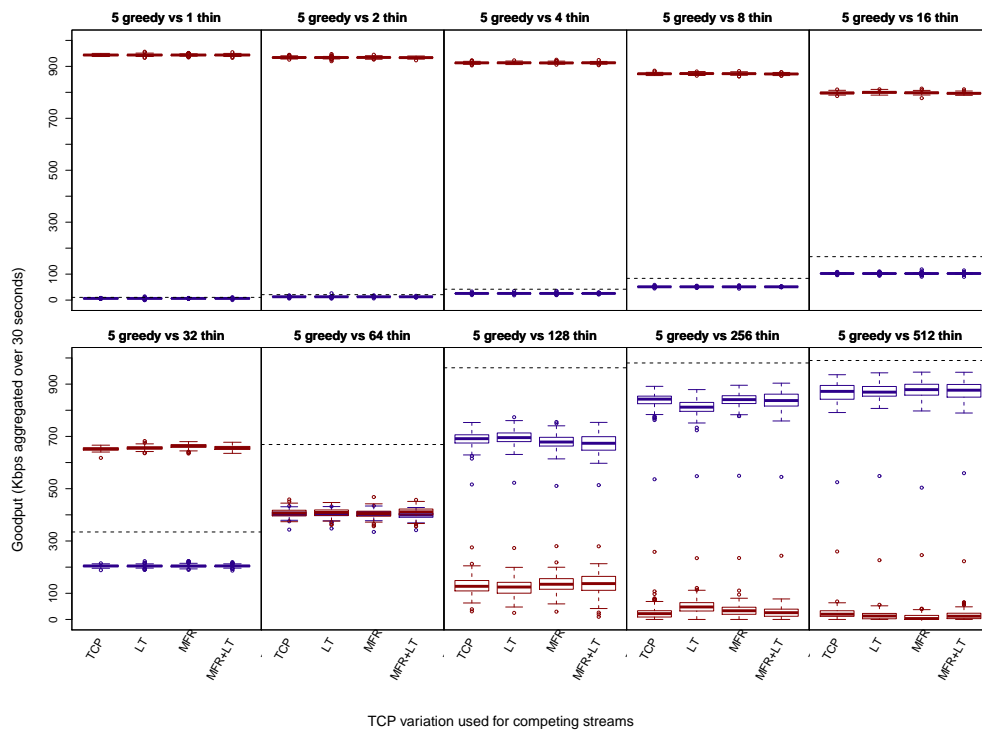 5 greedy vs 1 thin
5 greedy vs 2 thin
5 greedy vs 4 thin
5 greedy vs 8 thin
5 greedy vs 16 thin
900
700
500
300
100
0
5 greedy vs 32 thin
5 greedy vs 64 thin
5 greedy vs 128 thin
5 greedy vs 256 thin
5 greedy vs 512 thin
900
700
500
300
100
0
Goodput (Kbps aggregated over 30 seconds)
TCP
LT
MFR
MFR+LT
TCP
LT
MFR
MFR+LT
TCP
LT
MFR
MFR+LT
TCP
LT
MFR
MFR+LT
TCP
LT
MFR
MFR+LT
TCP variation used for competing streams